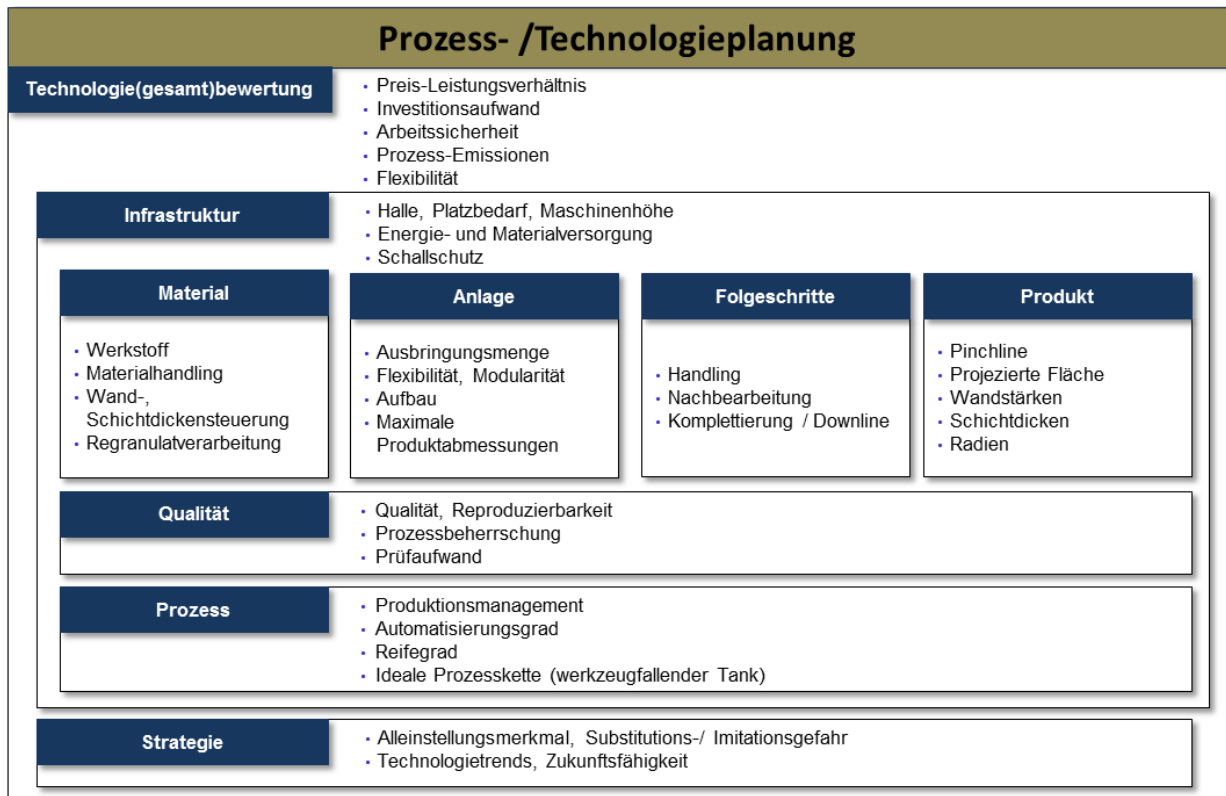 Prozess- /Technologieplanung
Technologie(gesamt)bewertung
• Preis-Leistungsverhältnis
• Investitionsaufwand
• Arbeitssicherheit
• Prozess-Emissionen
• Flexibilität
Infrastruktur
• Halle, Platzbedarf, Maschinenhöhe
• Energie- und Materialversorgung
• Schallschutz
Material
• Werkstoff
• Materialhandling
• Wand-,
Schichtdickensteuerung
• Regranulatverarbeitung
Anlage
• Ausbringungsmenge
• Flexibilität, Modularität
• Aufbau
• Maximale
Produktabmessungen
Folgeschritte
• Handling
• Nachbearbeitung
• Komplettierung / Downline
Produkt
• Pinchline
• Projezierte Fläche
• Wandstärken
• Schichtdicken
• Radien
Qualität
• Qualität, Reproduzierbarkeit
• Prozessbeherrschung
• Prüfaufwand
Prozess
• Produktionsmanagement
• Automatisierungsgrad
• Reifegrad
• Ideale Prozesskette (werkzeugfallender Tank)
Strategie
• Alleinstellungsmerkmal, Substitutions-/ Imitationsgefahr
• Technologietrends, Zukunftsfähigkeit